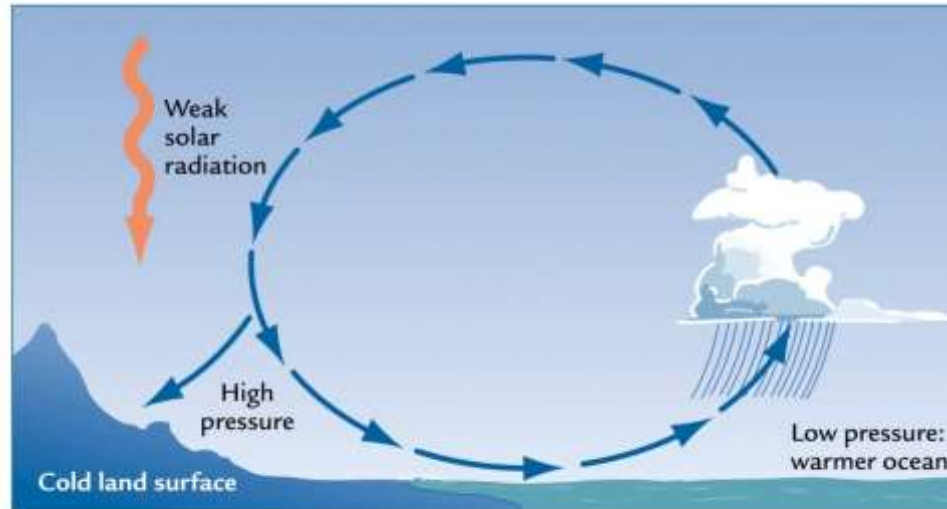 Weak
solar
radiation
High
pressure
Low pressure:
warmer ocean
Cold land surface